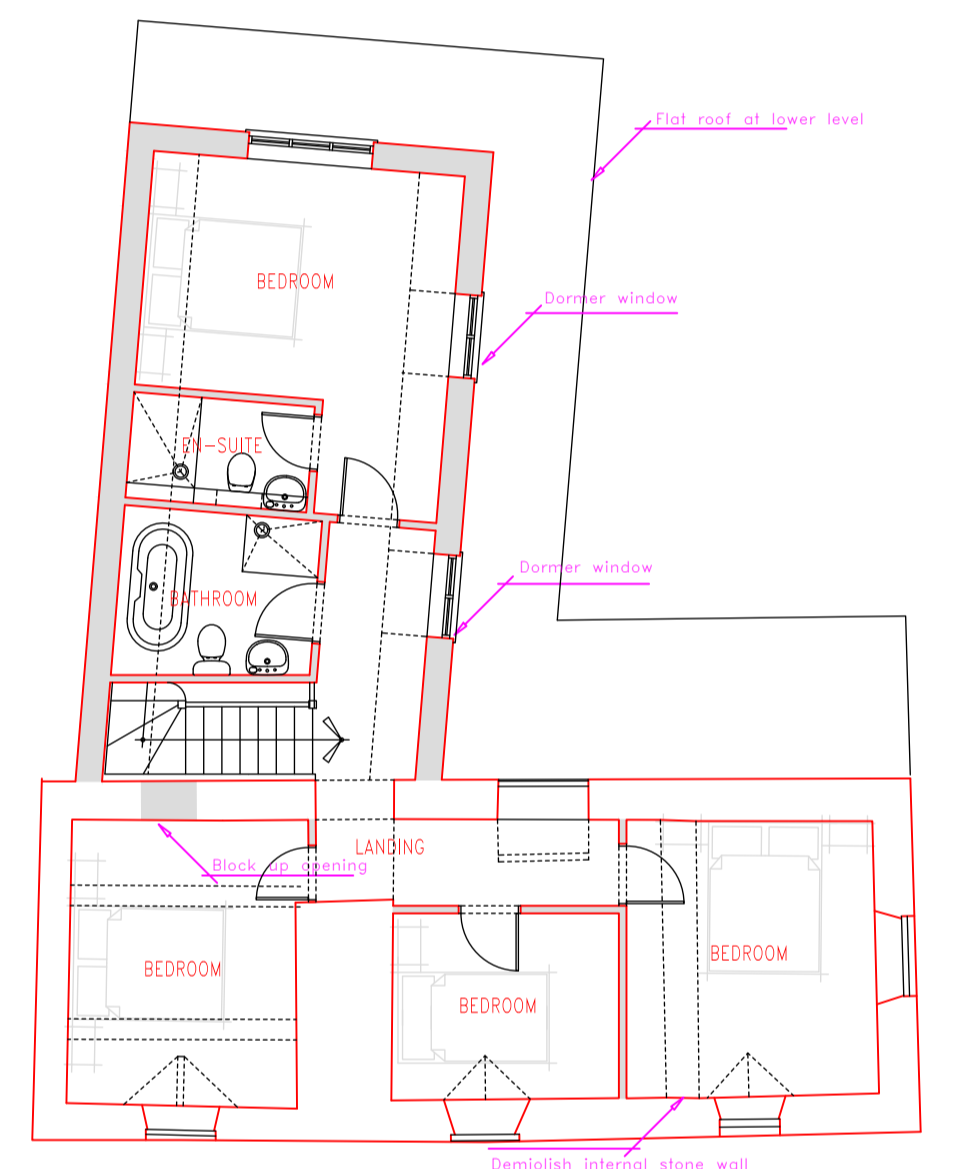 Flat roof at lower level
BEDROOM
Dormer window
EN-SUITE
Dormer window
BATHROOM
LANDING
Block up opening
BEDROOM
BEDROOM
BEDROOM
Demiolish internal stone wall